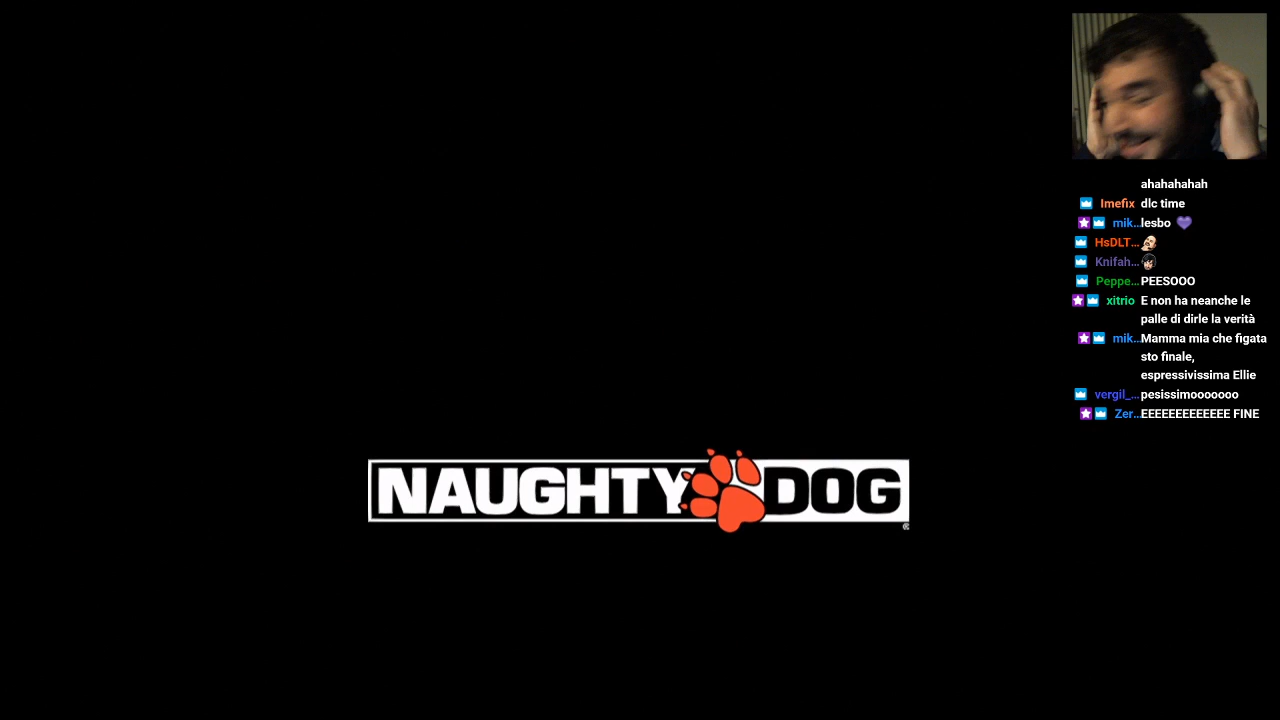 NAUGHTY DOG
®
ahahahahah
Imefix dlc time
mik... lesbo
HsDLT...
Knifah...
Peppe... PEESOOO
xitrio E non ha neanche le
palle di dirle la verità
mik... Mamma mia che figata
sto finale,
espressivissima Ellie
vergil_... pesissimooooooo
Zer... EEEEEEEEEEEEE FINE